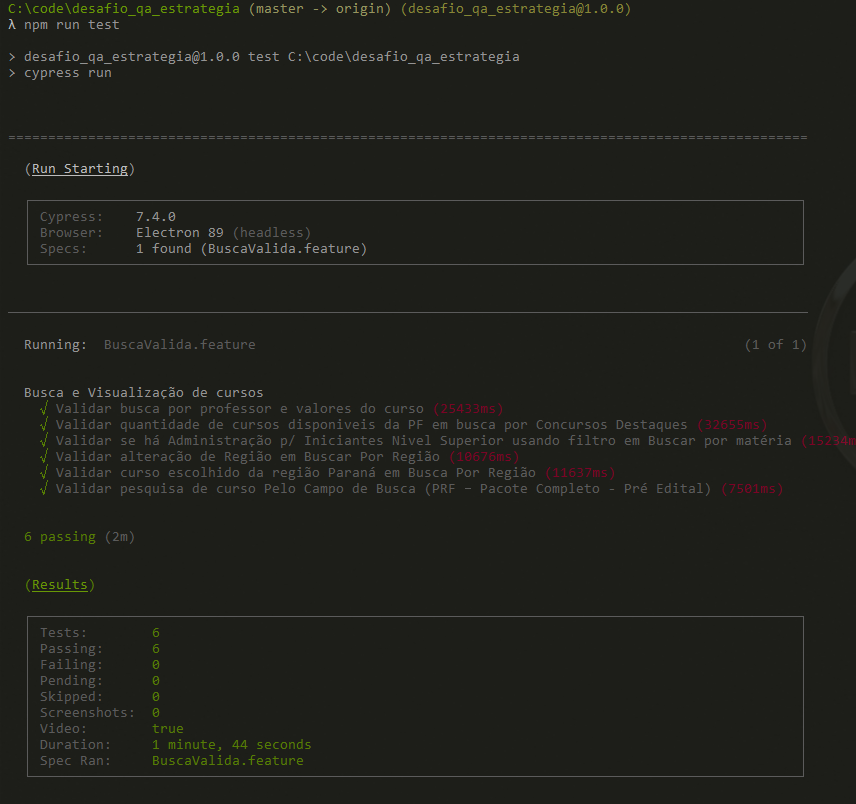 C:\code\desafio_qa_estrategia (master -> origin) (desafio_qa_estrategia@1.0.0)
λ npm run test
> desafio_qa_estrategia@1.0.0 test C:\code\desafio_qa_estrategia
> cypress run
====================================================================================================
(Run Starting)
Cypress: 7.4.0
Browser: Electron 89 (headless)
Specs: 1 found (BuscaValida.feature)
Running: BuscaValida.feature (1 of 1)
Busca e Visualização de cursos
√ Validar busca por professor e valores do curso (25433ms)
√ Validar quantidade de cursos disponiveis da PF em busca por Concursos Destaques (32655ms)
√ Validar se há Administração p/ Iniciantes Nivel Superior usando filtro em Buscar por matéria (15234m
√ Validar alteração de Região em Buscar Por Região (10676ms)
√ Validar curso escolhido da região Paraná em Busca Por Região (11637ms)
√ Validar pesquisa de curso Pelo Campo de Busca (PRF – Pacote Completo - Pré Edital) (7501ms)
6 passing (2m)
(Results)
Tests: 6
Passing: 6
Failing: 0
Pending: 0
Skipped: 0
Screenshots: 0
Video: true
Duration: 1 minute, 44 seconds
Spec Ran: BuscaValida.feature